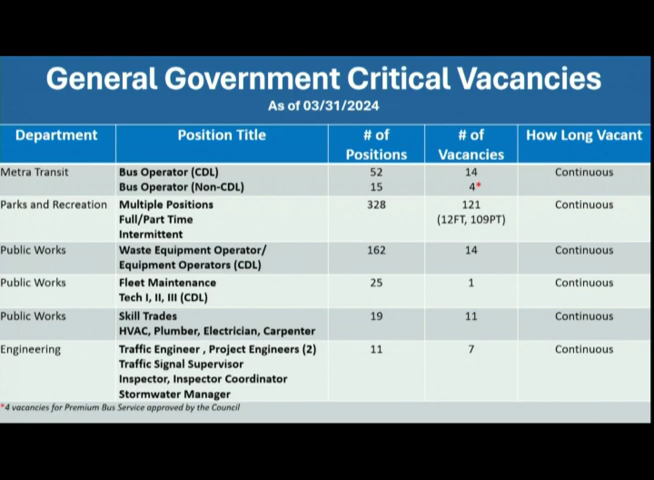 General Government Critical Vacancies
As of 03/31/2024
Department Position Title # of Positions # of Vacancies How Long Vacant
Metra Transit Bus Operator (CDL) 52 14 Continuous
Bus Operator (Non-CDL) 15 4*
Parks and Recreation Multiple Positions 328 121 Continuous
Full/Part Time (12FT, 109PT)
Intermittent
Public Works Waste Equipment Operator/ 162 14 Continuous
Equipment Operators (CDL)
Public Works Fleet Maintenance 25 1 Continuous
Tech I, II, III (CDL)
Public Works Skill Trades 19 11 Continuous
HVAC, Plumber, Electrician, Carpenter
Engineering Traffic Engineer , Project Engineers (2) 11 7 Continuous
Traffic Signal Supervisor
Inspector, Inspector Coordinator
Stormwater Manager
*4 vacancies for Premium Bus Service approved by the Council